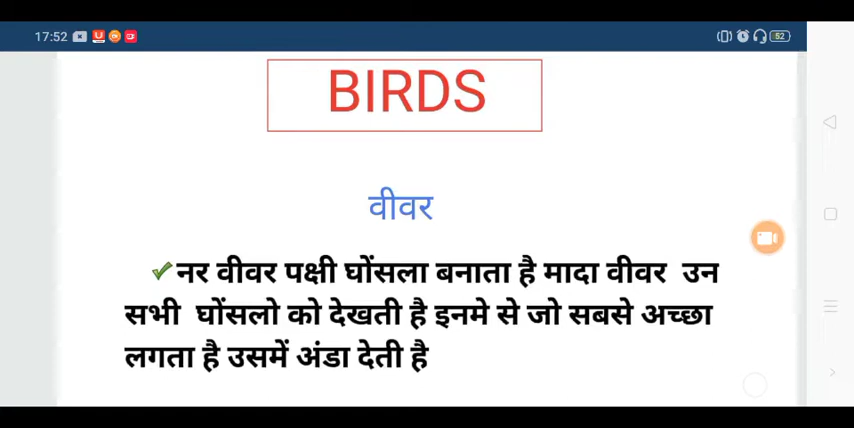 17:52
52
BIRDS
वीवर
नर वीवर पक्षी घोंसला बनाता है मादा वीवर उन
सभी घोंसलो को देखती है इनमे से जो सबसे अच्छा
लगता है उसमें अंडा देती है